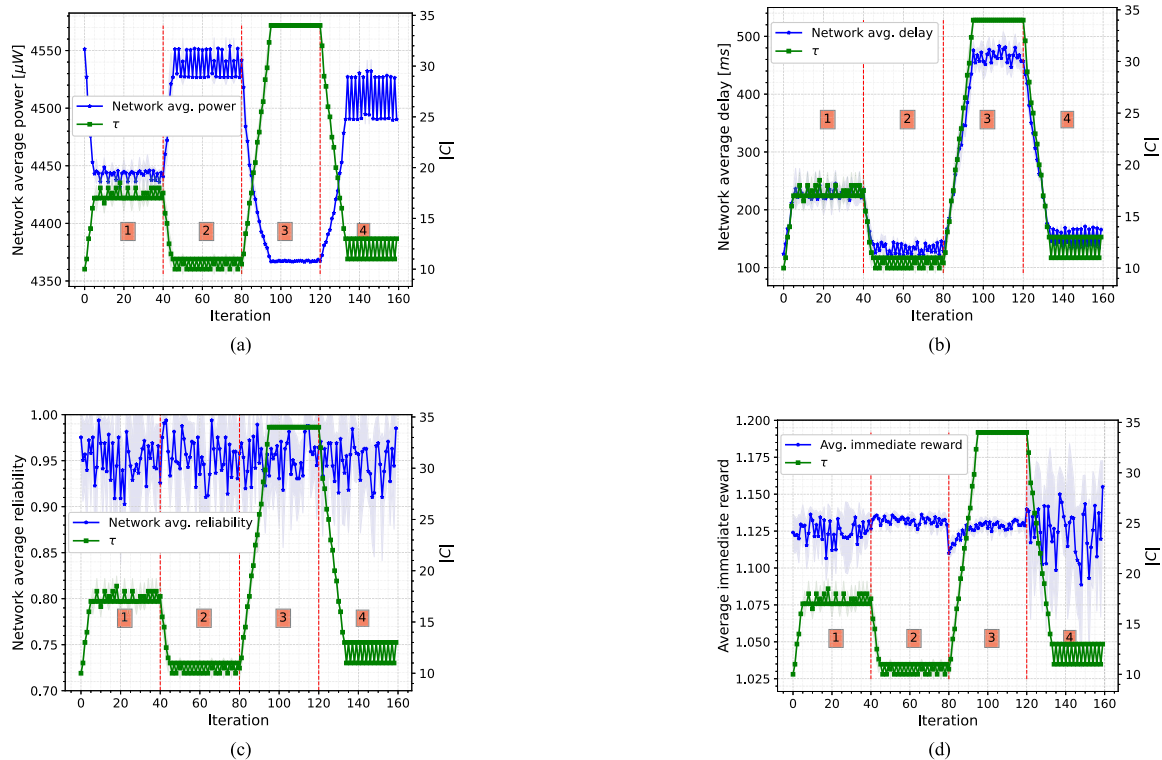 Network average power [μW]
4550
4500
4450
4400
4350
35
30
25
20
15
10
|C|
Network avg. power
τ
1
2
3
4
0 20 40 60 80 100 120 140 160
Iteration
(a)
Network average delay [ms]
500
400
300
200
100
35
30
25
20
15
10
|C|
Network avg. delay
τ
1
2
3
4
0 20 40 60 80 100 120 140 160
Iteration
(b)
Network average reliability
1.00
0.95
0.90
0.85
0.80
0.75
0.70
35
30
25
20
15
10
|C|
Network avg. reliability
τ
1
2
3
4
0 20 40 60 80 100 120 140 160
Iteration
(c)
Average immediate reward
1.200
1.175
1.150
1.125
1.100
1.075
1.050
1.025
35
30
25
20
15
10
|C|
Avg. immediate reward
τ
1
2
3
4
0 20 40 60 80 100 120 140 160
Iteration
(d)